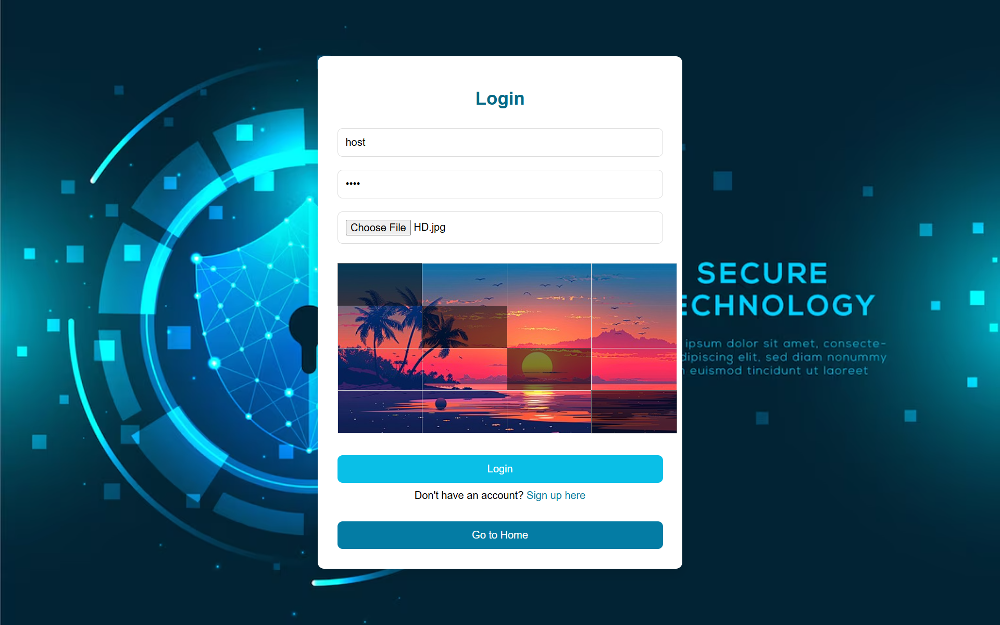 Login
host
••••
Choose File HD.jpg
SECURE
ECHNOLOGY
ipsum dolor sit amet, consecte-
dipiscing elit, sed diam nonummy
euismod tincidunt ut laoreet
Login
Don't have an account? Sign up here
Go to Home